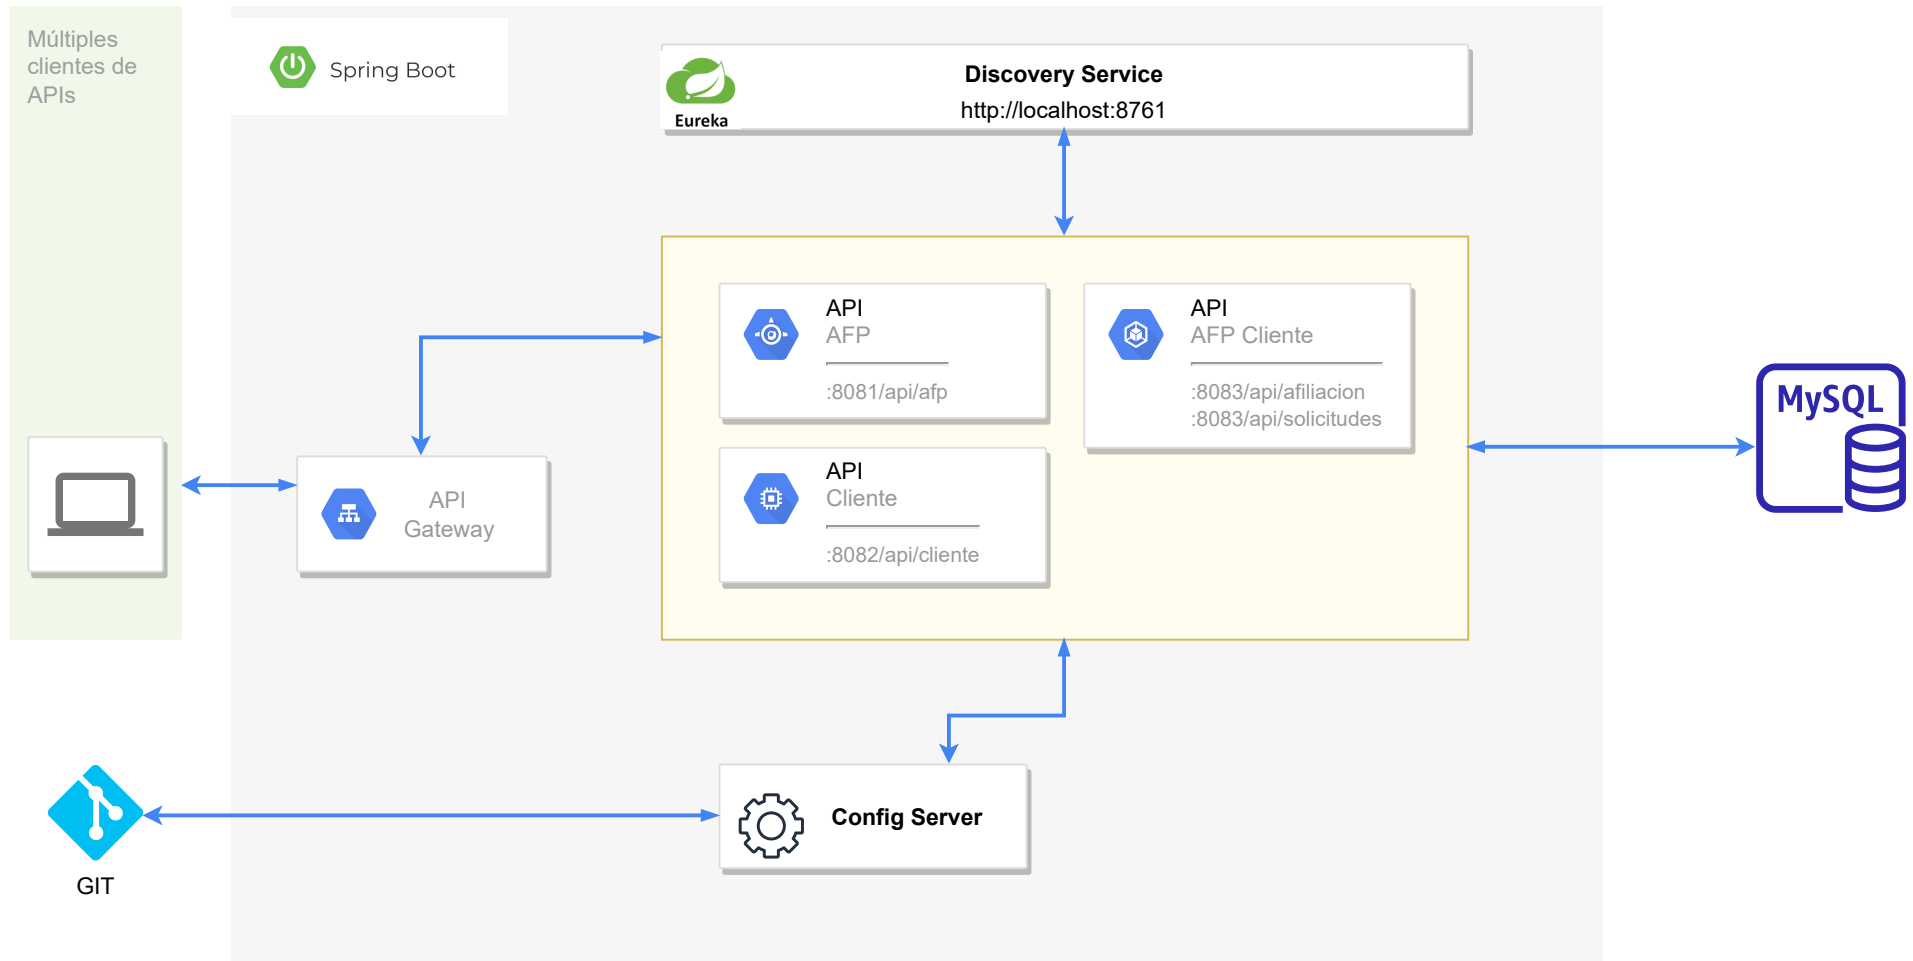 Múltiples
clientes de
APIs
Spring Boot
Eureka
Discovery Service
http://localhost:8761
API
AFP
:8081/api/afp
API
AFP Cliente
:8083/api/afiliacion
:8083/api/solicitudes
API
Cliente
:8082/api/cliente
API
Gateway
MySQL
Config Server
GIT